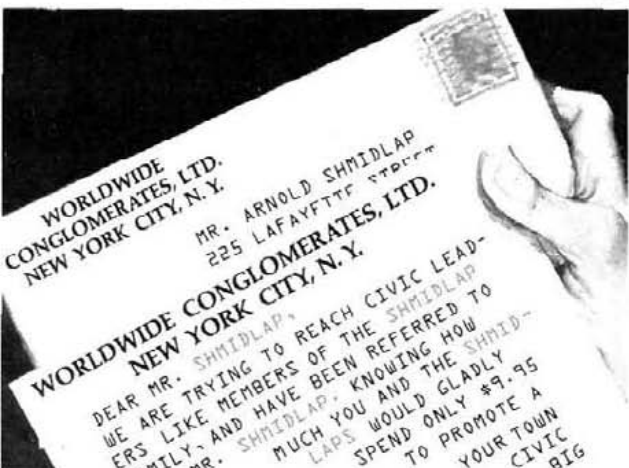 WORLDWIDE
CONGLOMERATES, LTD.
NEW YORK CITY, N.Y.
MR. ARNOLD SHMIDLAP
225 LAFAYETTE STREET
WORLDWIDE CONGLOMERATES, LTD.
NEW YORK CITY, N.Y.
DEAR MR. SHMIDLAP,
WE ARE TRYING TO REACH CIVIC LEAD-
ERS LIKE MEMBERS OF THE SHMIDLAP
MILY, AND HAVE BEEN REFERRED TO
MR. SHMIDLAP. KNOWING HOW
MUCH YOU AND THE SHMID-
LAPS WOULD GLADLY
SPEND ONLY $9.95
TO PROMOTE A
YOUR TOWN
CIVIC
BIG